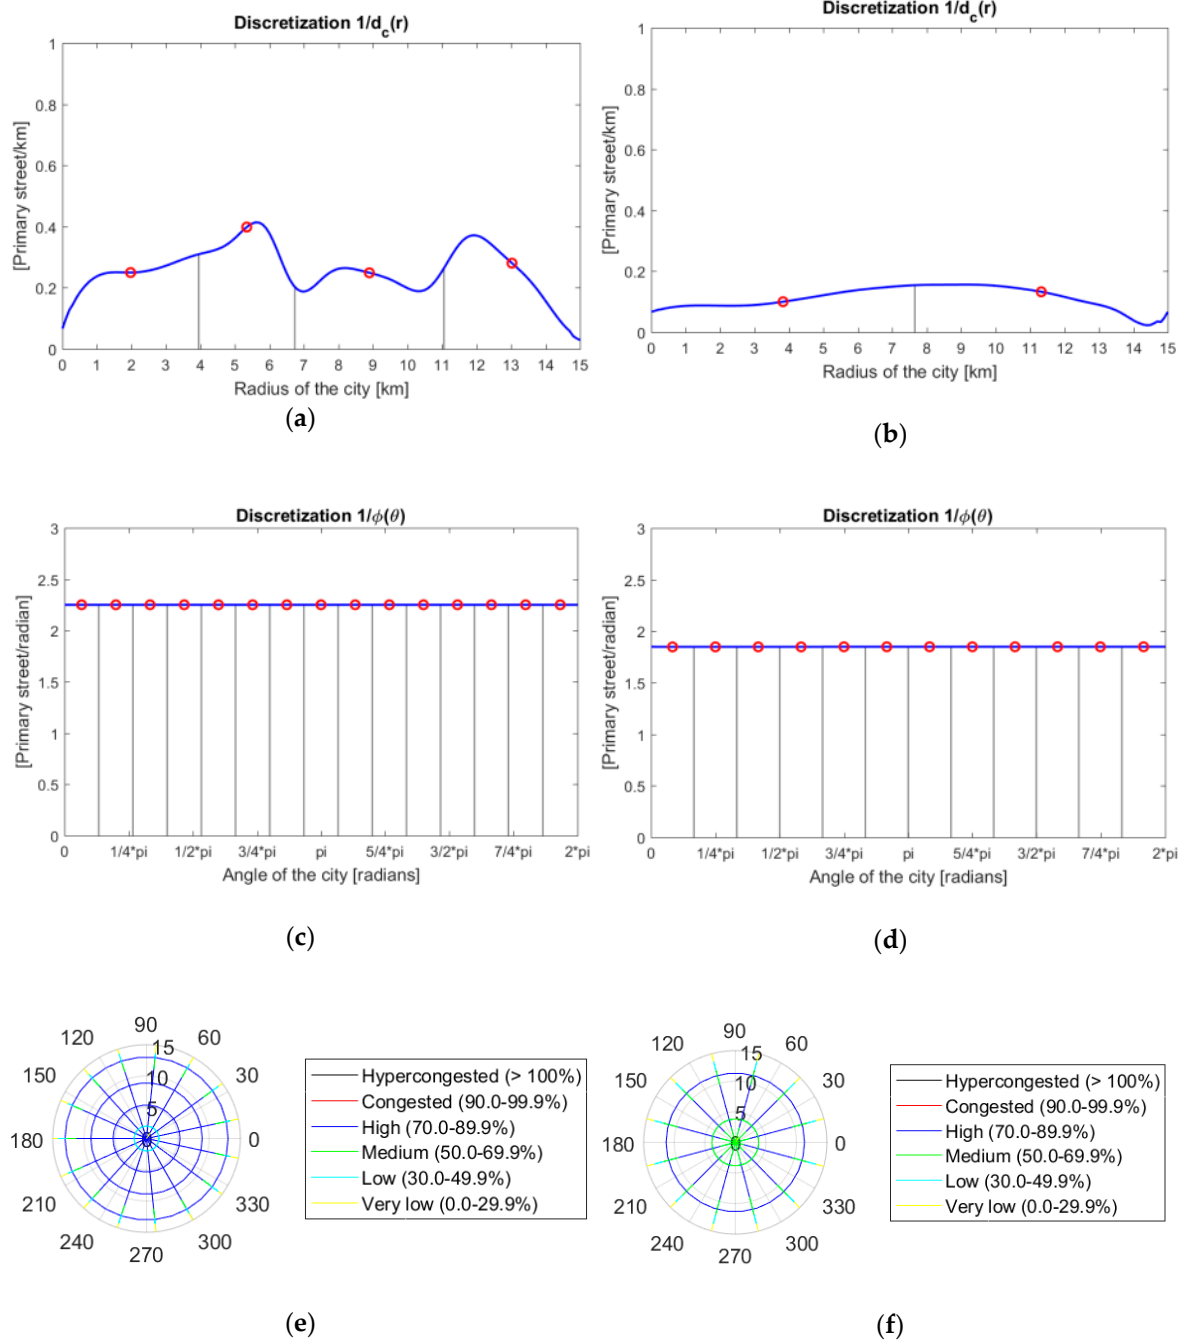 Discretization 1/d_c(r)
[Primary street/km]
1
0.8
0.6
0.4
0.2
0
0 1 2 3 4 5 6 7 8 9 10 11 12 13 14 15
Radius of the city [km]
(a)
Discretization 1/d_c(r)
[Primary street/km]
1
0.8
0.6
0.4
0.2
0
0 1 2 3 4 5 6 7 8 9 10 11 12 13 14 15
Radius of the city [km]
(b)
Discretization 1/ϕ(θ)
[Primary street/radian]
3
2.5
2
1.5
1
0.5
0
0 1/4*pi 1/2*pi 3/4*pi pi 5/4*pi 3/2*pi 7/4*pi 2*pi
Angle of the city [radians]
(c)
Discretization 1/ϕ(θ)
[Primary street/radian]
3
2.5
2
1.5
1
0.5
0
0 1/4*pi 1/2*pi 3/4*pi pi 5/4*pi 3/2*pi 7/4*pi 2*pi
Angle of the city [radians]
(d)
90
120 60
15
150 30
10
5
180 0
210 330
240 300
270
Hypercongested (> 100%)
Congested (90.0-99.9%)
High (70.0-89.9%)
Medium (50.0-69.9%)
Low (30.0-49.9%)
Very low (0.0-29.9%)
(e)
90
120 60
15
150 30
10
5
180 0
210 330
240 300
270
Hypercongested (> 100%)
Congested (90.0-99.9%)
High (70.0-89.9%)
Medium (50.0-69.9%)
Low (30.0-49.9%)
Very low (0.0-29.9%)
(f)